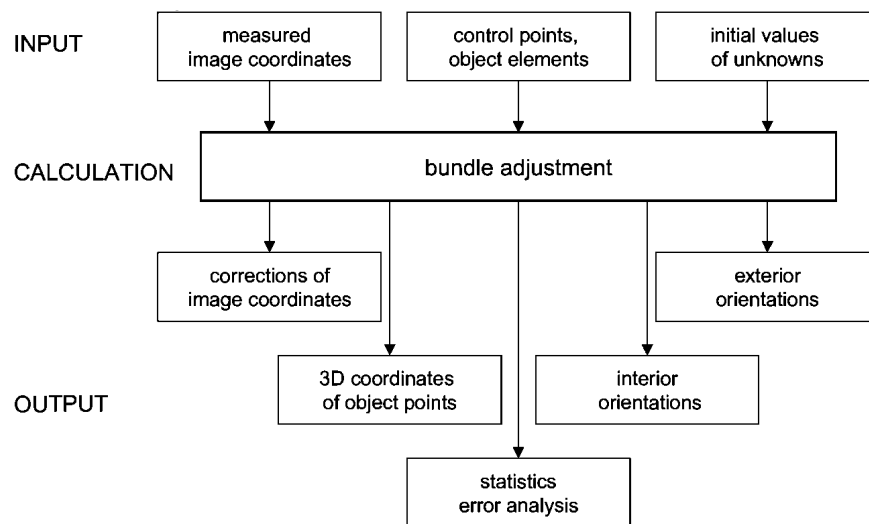 INPUT
measured
image coordinates
control points,
object elements
initial values
of unknowns
CALCULATION
bundle adjustment
corrections of
image coordinates
exterior
orientations
OUTPUT
3D coordinates
of object points
interior
orientations
statistics
error analysis